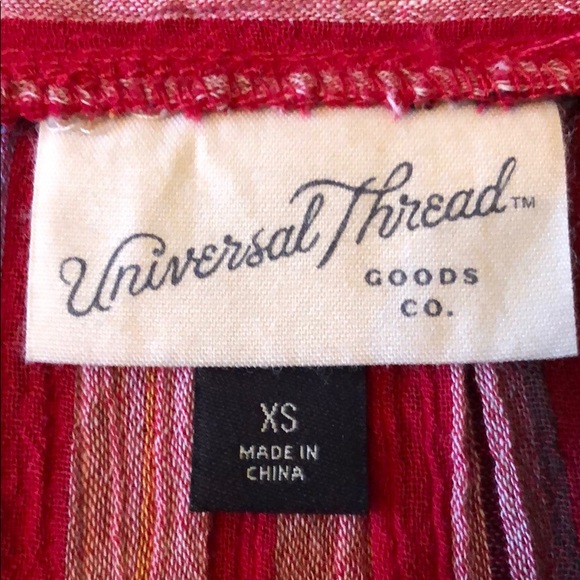 Universal Thread™
GOODS
CO.
XS
MADE IN
CHINA